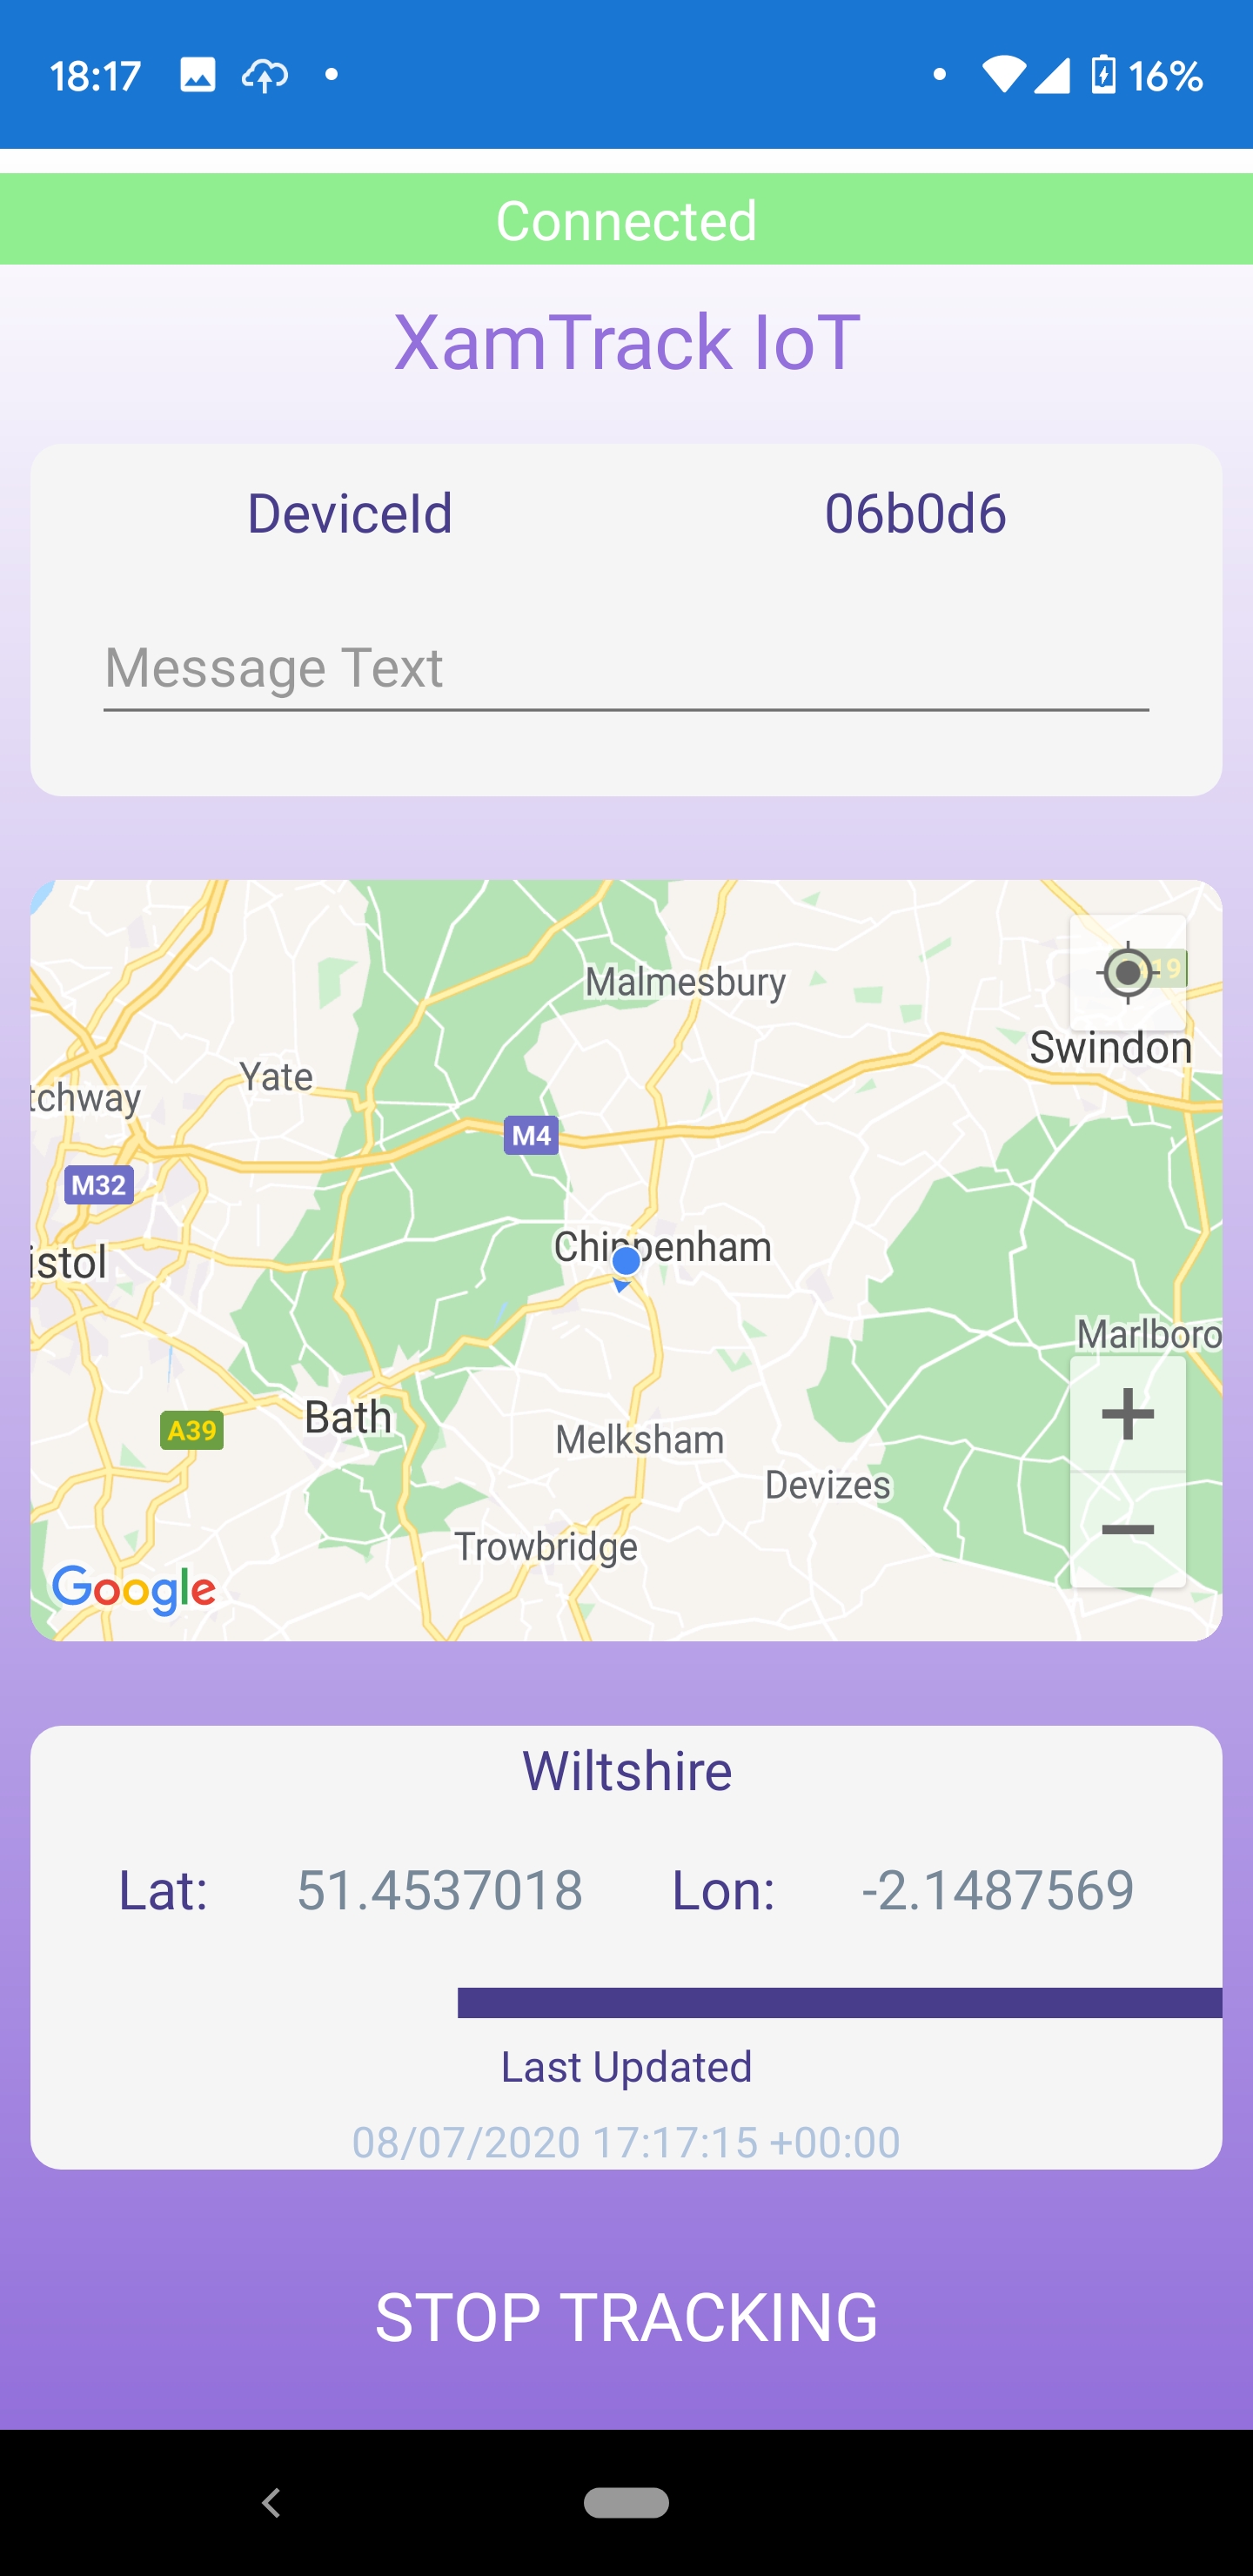 18:17 16%
Connected
XamTrack IoT
DeviceId 06b0d6
Message Text
Malmesbury
19
Swindon
Yate
tchway
M4
M32
Chippenham
istol
Marlboro
Bath
A39
Melksham
Devizes
Trowbridge
Google
Wiltshire
Lat: 51.4537018 Lon: -2.1487569
Last Updated
08/07/2020 17:17:15 +00:00
STOP TRACKING